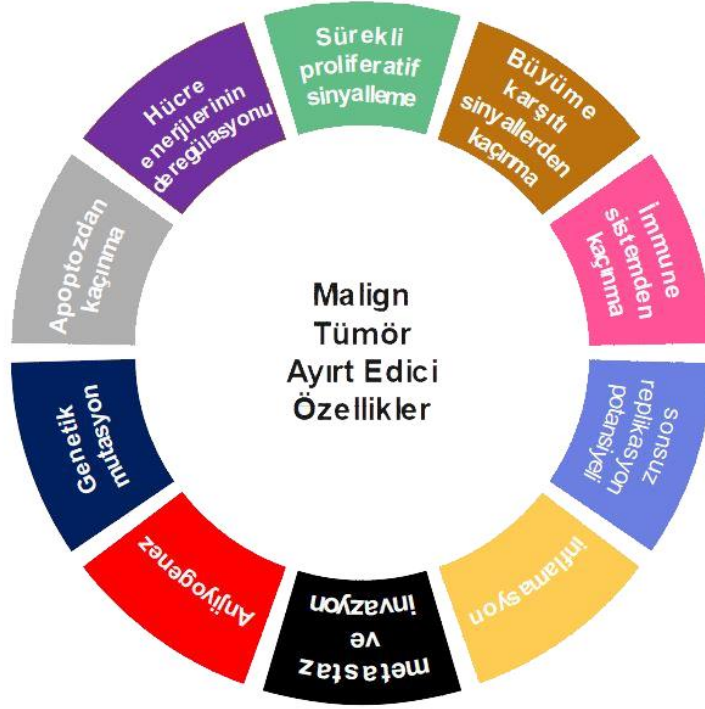 Sürekli
proliferatif
sinyalleme
Büyüme
karşıtı
sinyallerden
kaçınma
İmmune
sistemden
kaçınma
sonsuz
replikasyon
potansiyeli
inflamasyon
metastaz
ve
invazyon
Anjiyogenez
Genetik
mutasyon
Apoptozdan
kaçınma
Hücre
enerjilerinin
deregülasyonu
Malign
Tümör
Ayırt Edici
Özellikler